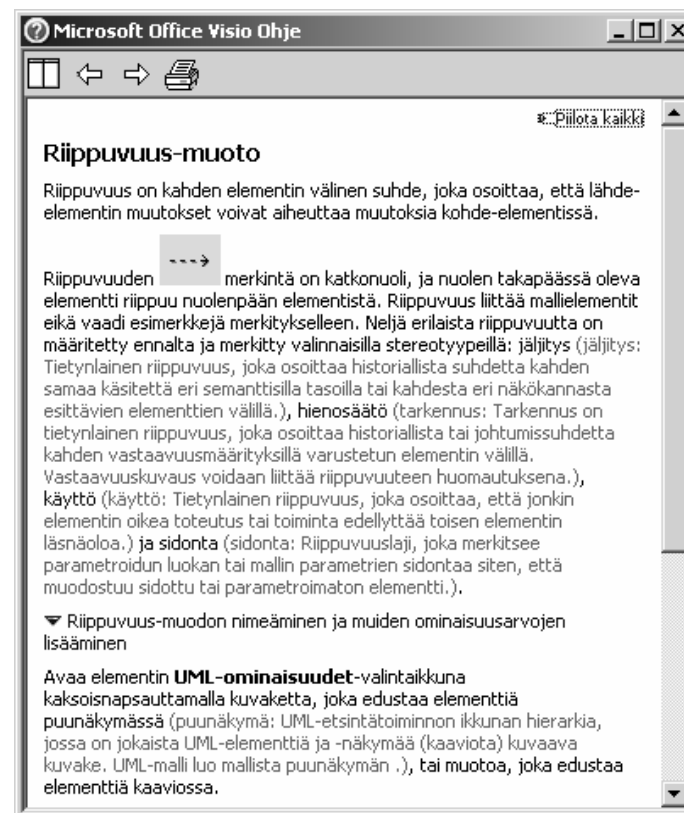 Microsoft Office Visio Ohje
Piilota kaikki
Riippuvuus-muoto
Riippuvuus on kahden elementin välinen suhde, joka osoittaa, että lähde-
elementin muutokset voivat aiheuttaa muutoksia kohde-elementissä.
Riippuvuuden merkintä on katkonuoli, ja nuolen takapäässä oleva
elementti riippuu nuolenpään elementistä. Riippuvuus liittää mallielementit
eikä vaadi esimerkkejä merkitykselleen. Neljä erilaista riippuvuutta on
määritetty ennalta ja merkitty valinnaisilla stereotyypeillä: jäljitys (jäljitys:
Tietynlainen riippuvuus, joka osoittaa historiallista suhdetta kahden
samaa käsitettä eri semanttisilla tasoilla tai kahdesta eri näkökannasta
esittävien elementtien välillä.), hienosäätö (tarkennus: Tarkennus on
tietynlainen riippuvuus, joka osoittaa historiallista tai johtumissuhdetta
kahden vastaavuusmäärityksillä varustetun elementin välillä.
Vastaavuuskuvaus voidaan liittää riippuvuuteen huomautuksena.),
käyttö (käyttö: Tietynlainen riippuvuus, joka osoittaa, että jonkin
elementin oikea toteutus tai toiminta edellyttää toisen elementin
läsnäoloa.) ja sidonta (sidonta: Riippuvuuslaji, joka merkitsee
parametroidun luokan tai mallin parametrien sidontaa siten, että
muodostuu sidottu tai parametroimaton elementti.).
Riippuvuus-muodon nimeäminen ja muiden ominaisuusarvojen
lisääminen
Avaa elementin UML-ominaisuudet-valintaikkuna
kaksoisnapsauttamalla kuvaketta, joka edustaa elementtiä
puunäkymässä (puunäkymä: UML-etsintätoiminnon ikkunan hierarkia,
jossa on jokaista UML-elementtiä ja -näkymää (kaaviota) kuvaava
kuvake. UML-malli luo mallista puunäkymän .), tai muotoa, joka edustaa
elementtiä kaaviossa.